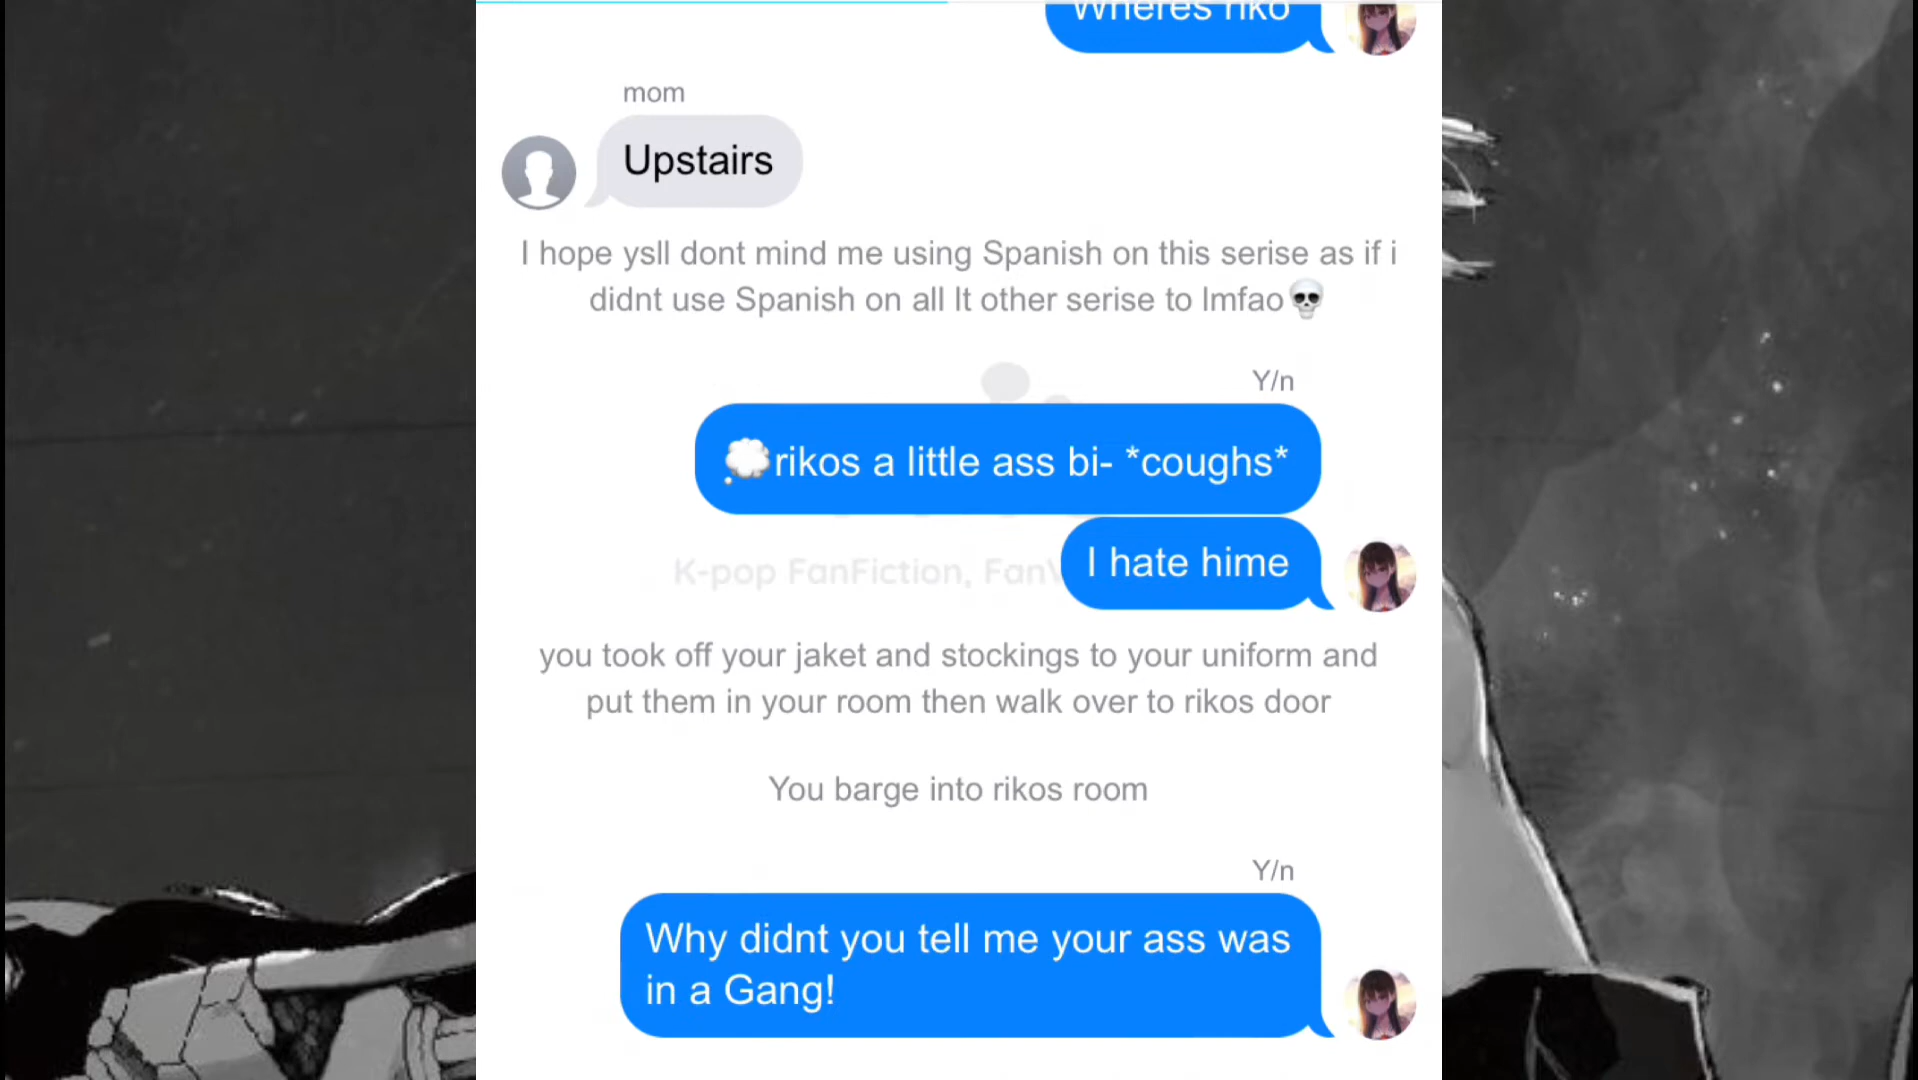 Wheres riko
mom
Upstairs
I hope ysll dont mind me using Spanish on this serise as if i
didnt use Spanish on all lt other serise to lmfao💀
Y/n
💭rikos a little ass bi- *coughs*
K-pop FanFiction, Fan
I hate hime
you took off your jaket and stockings to your uniform and
put them in your room then walk over to rikos door
You barge into rikos room
Y/n
Why didnt you tell me your ass was
in a Gang!